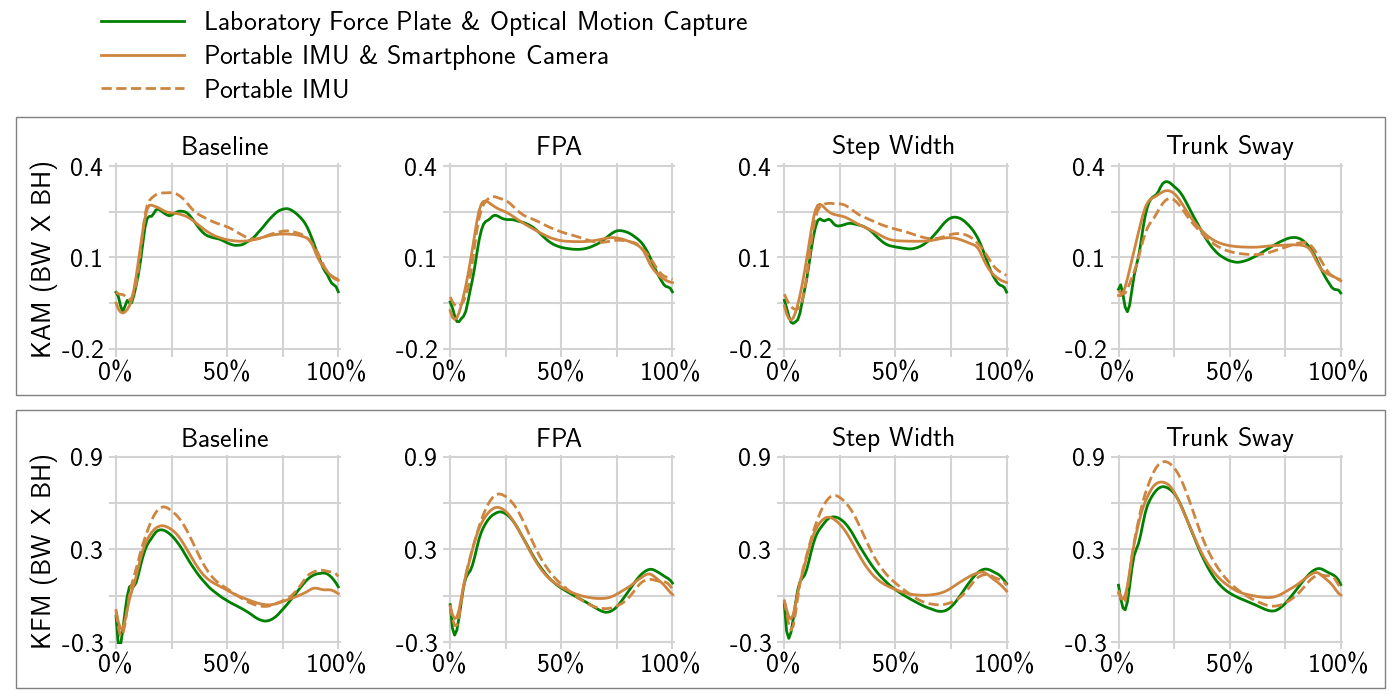 Laboratory Force Plate & Optical Motion Capture
Portable IMU & Smartphone Camera
Portable IMU
Baseline FPA Step Width Trunk Sway
KAM (BW X BH)
0.4 0.4 0.4 0.4
0.1 0.1 0.1 0.1
-0.2 -0.2 -0.2 -0.2
0% 50% 100% 0% 50% 100% 0% 50% 100% 0% 50% 100%
Baseline FPA Step Width Trunk Sway
KFM (BW X BH)
0.9 0.9 0.9 0.9
0.3 0.3 0.3 0.3
-0.3 -0.3 -0.3 -0.3
0% 50% 100% 0% 50% 100% 0% 50% 100% 0% 50% 100%